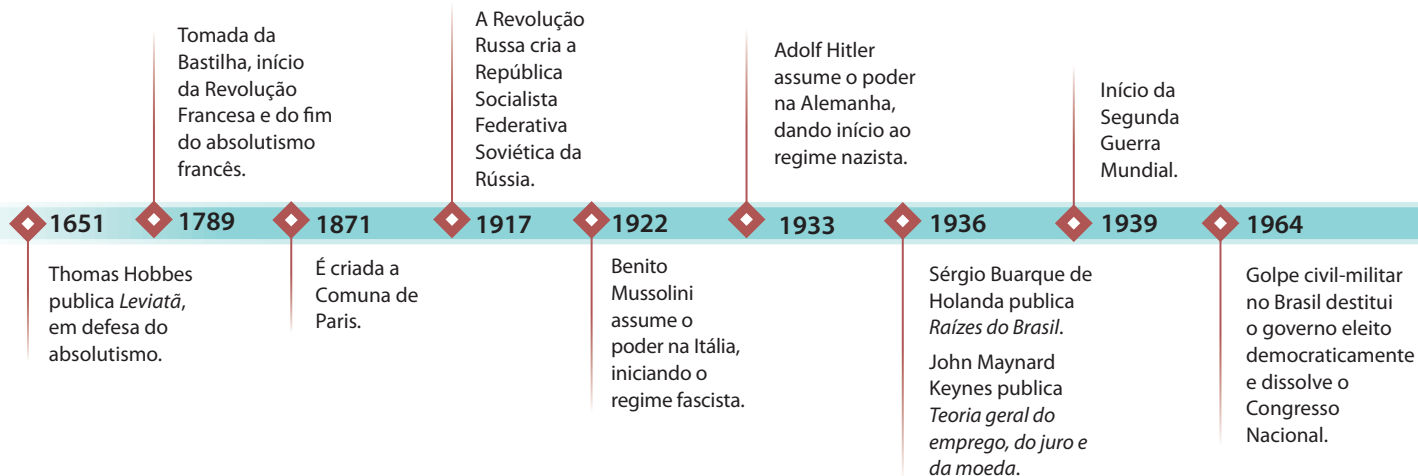 1651
Thomas Hobbes
publica Leviatã,
em defesa do
absolutismo.
Tomada da
Bastilha, início
da Revolução
Francesa e do fim
do absolutismo
francês.
1789
1871
É criada a
Comuna de
Paris.
A Revolução
Russa cria a
República
Socialista
Federativa
Soviética da
Rússia.
1917
1922
Benito
Mussolini
assume o
poder na Itália,
iniciando o
regime fascista.
Adolf Hitler
assume o poder
na Alemanha,
dando início ao
regime nazista.
1933
1936
Sérgio Buarque de
Holanda publica
Raízes do Brasil.
John Maynard
Keynes publica
Teoria geral do
emprego, do juro e
da moeda.
Início da
Segunda
Guerra
Mundial.
1939
1964
Golpe civil-militar
no Brasil destitui
o governo eleito
democraticamente
e dissolve o
Congresso
Nacional.